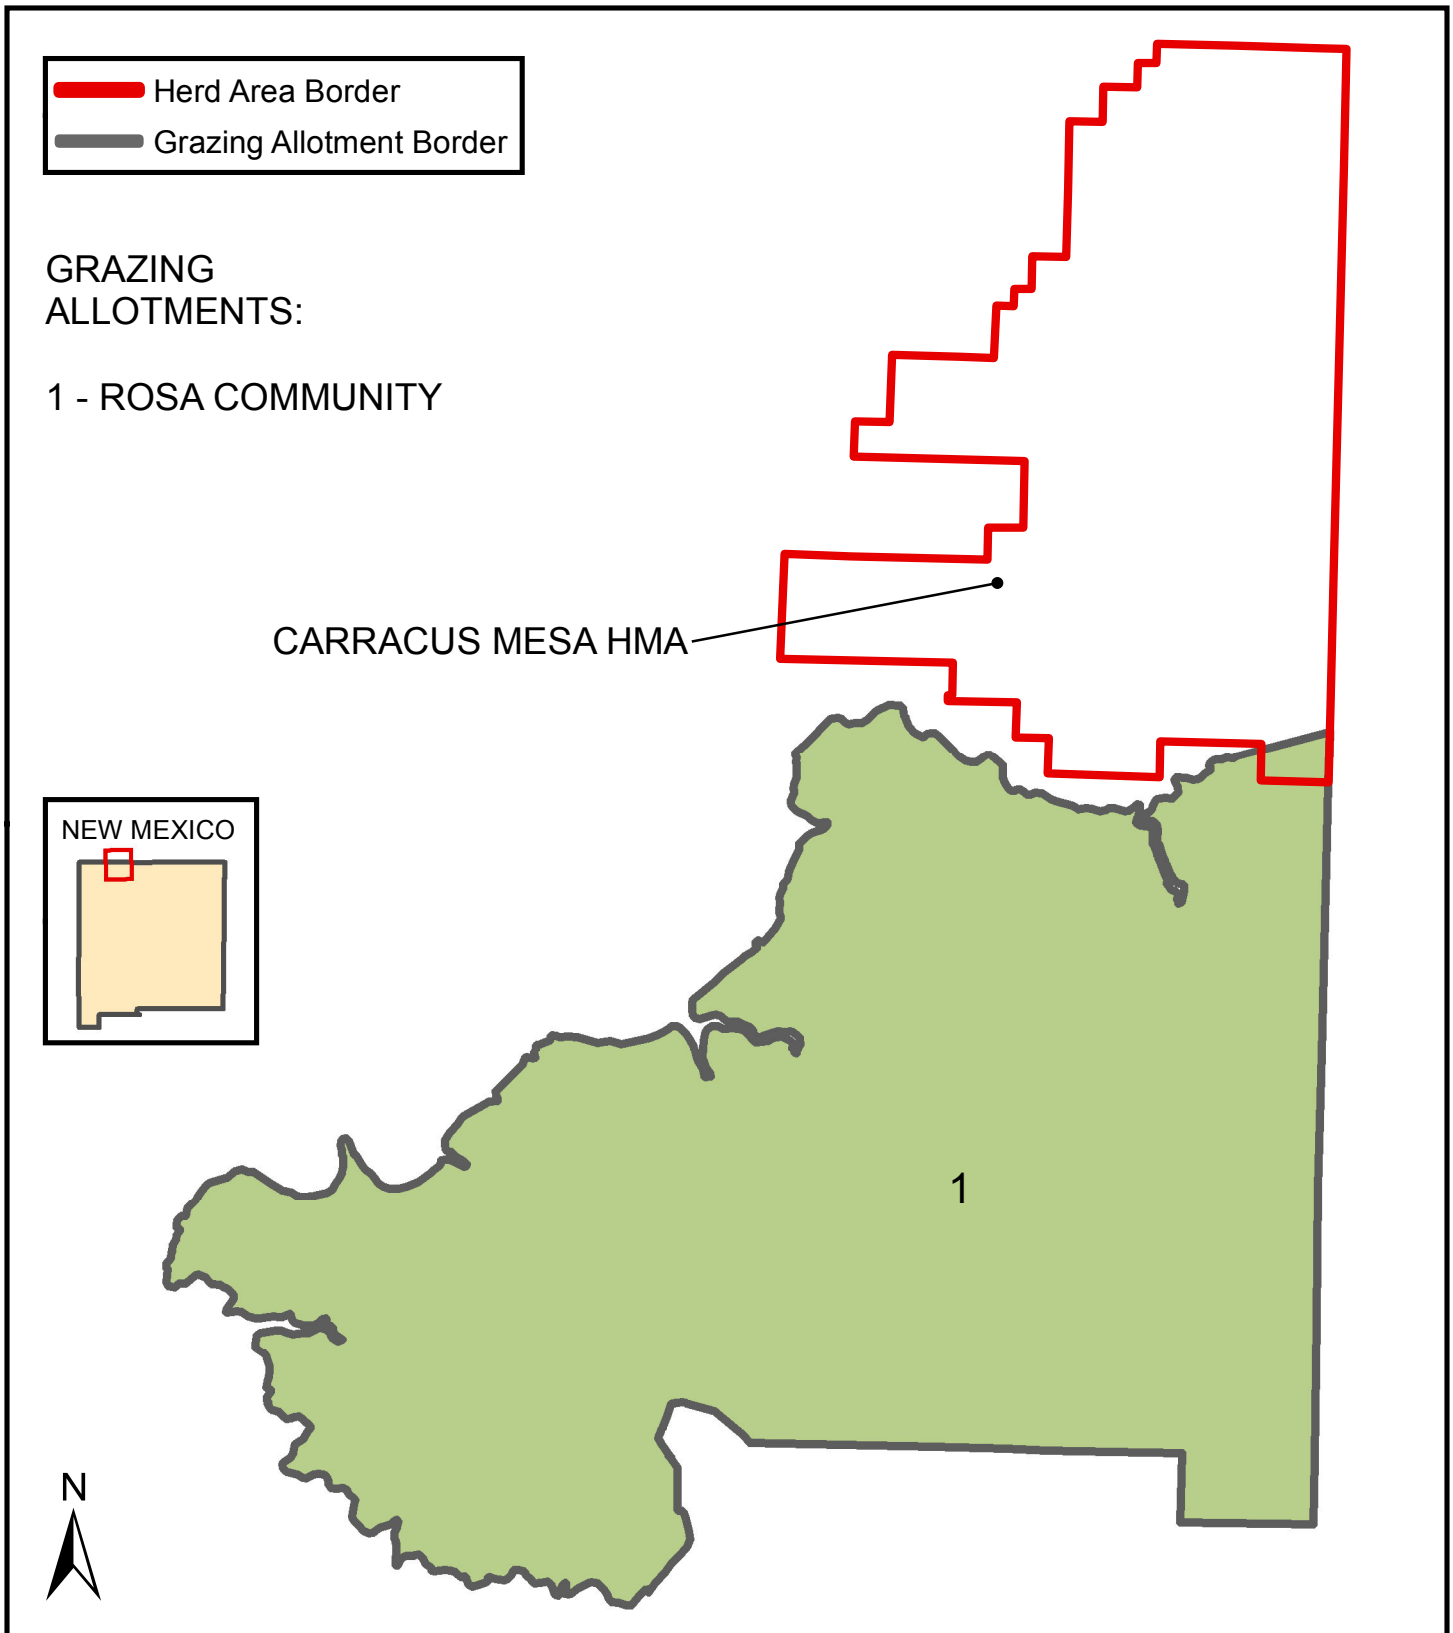 Herd Area Border
Grazing Allotment Border
GRAZING
ALLOTMENTS:
1 - ROSA COMMUNITY
CARRACUS MESA HMA
NEW MEXICO
1
N